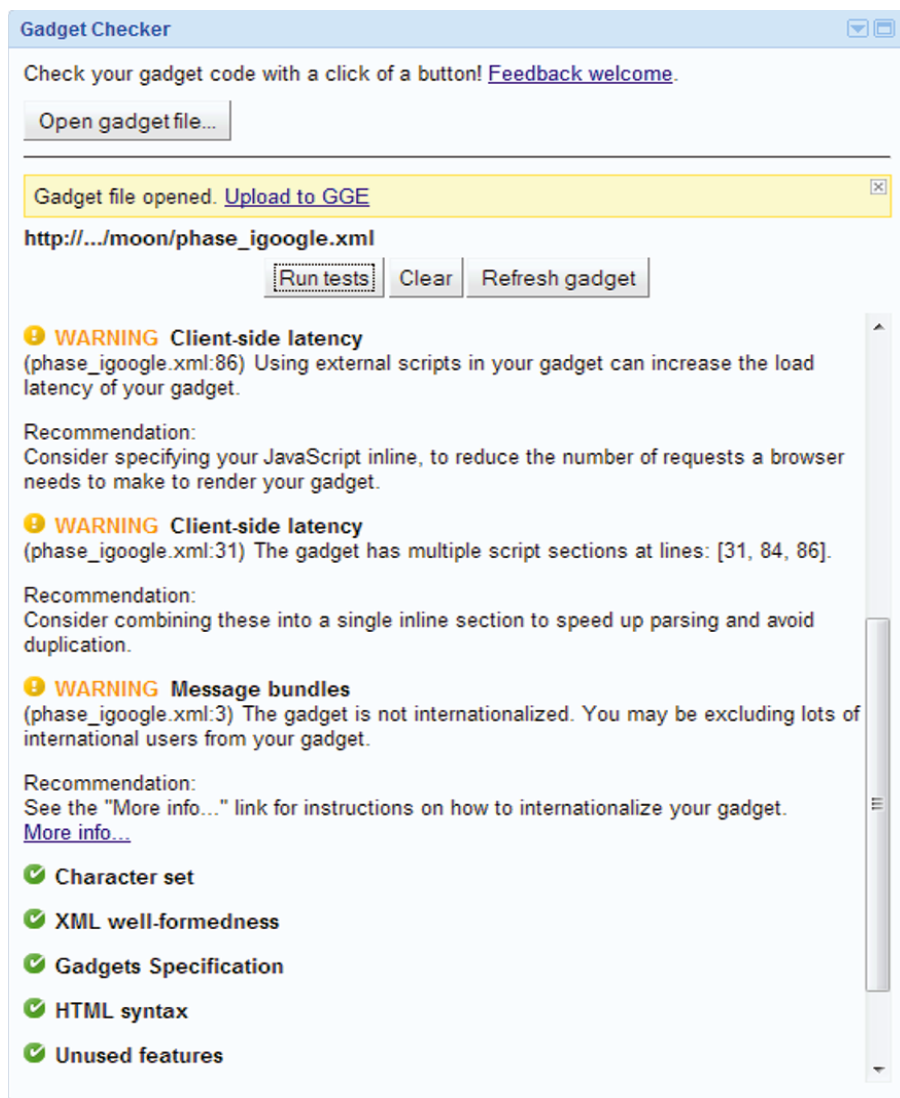 Gadget Checker
Check your gadget code with a click of a button! Feedback welcome.
Open gadget file...
Gadget file opened. Upload to GGE
http://.../moon/phase_igoogle.xml
Run tests Clear Refresh gadget
WARNING Client-side latency
(phase_igoogle.xml:86) Using external scripts in your gadget can increase the load
latency of your gadget.
Recommendation:
Consider specifying your JavaScript inline, to reduce the number of requests a browser
needs to make to render your gadget.
WARNING Client-side latency
(phase_igoogle.xml:31) The gadget has multiple script sections at lines: [31, 84, 86].
Recommendation:
Consider combining these into a single inline section to speed up parsing and avoid
duplication.
WARNING Message bundles
(phase_igoogle.xml:3) The gadget is not internationalized. You may be excluding lots of
international users from your gadget.
Recommendation:
See the "More info..." link for instructions on how to internationalize your gadget.
More info...
Character set
XML well-formedness
Gadgets Specification
HTML syntax
Unused features